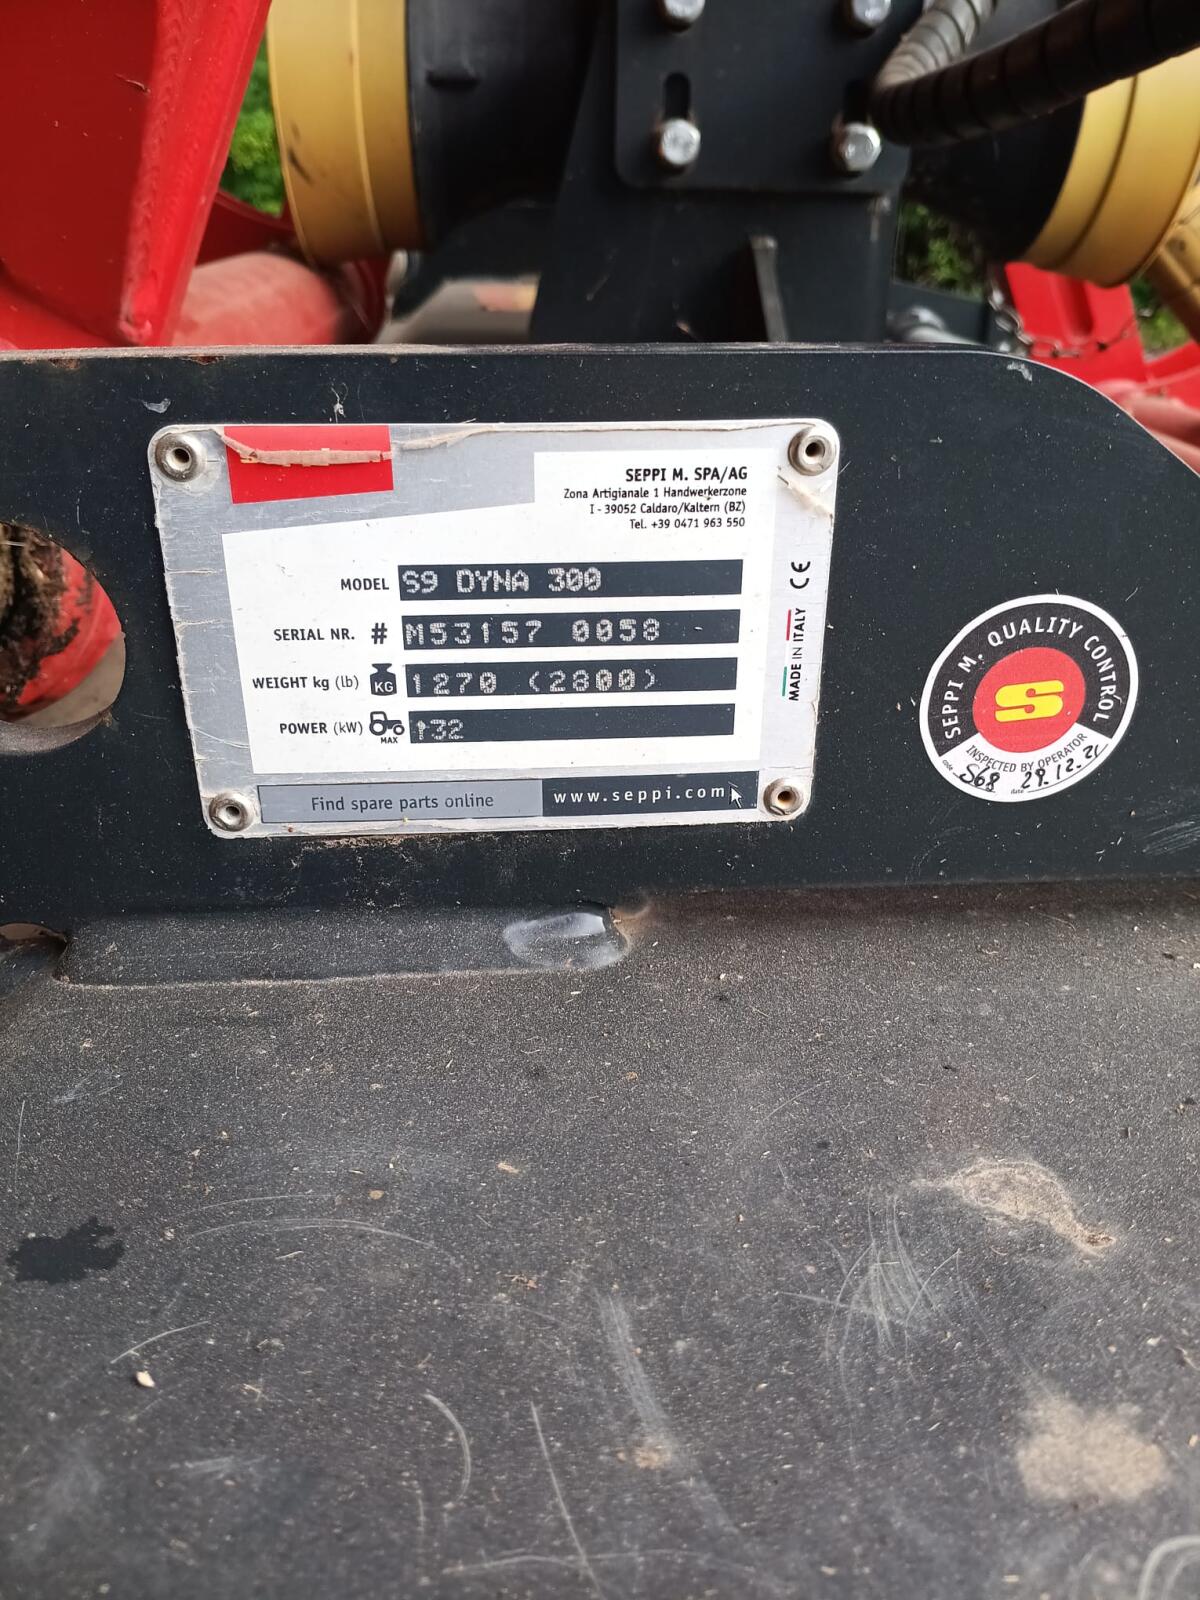 SEPPI M. SPA/AG
Zona Artigianale 1 Handwerkerzone
I - 39052 Caldaro/Kaltern (BZ)
Tel. +39 0471 963 550
MODEL S9 DYNA 300
SERIAL NR. # M53157 0058
WEIGHT kg (lb) KG 1270 (2800)
POWER (kW) MAX 132
Find spare parts online www.seppi.com
CE
MADE IN ITALY
SEPPI M. QUALITY CONTROL
S
INSPECTED BY OPERATOR
code S68 date 29.12.21